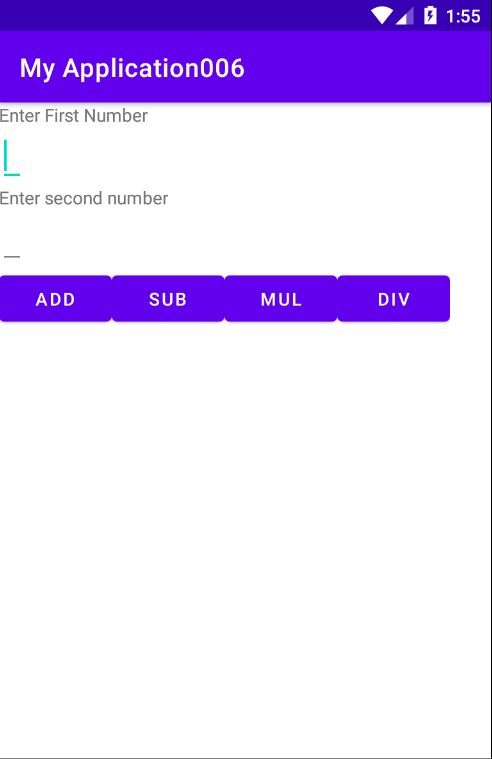 1:55
My Application006
Enter First Number
Enter second number
ADD SUB MUL DIV